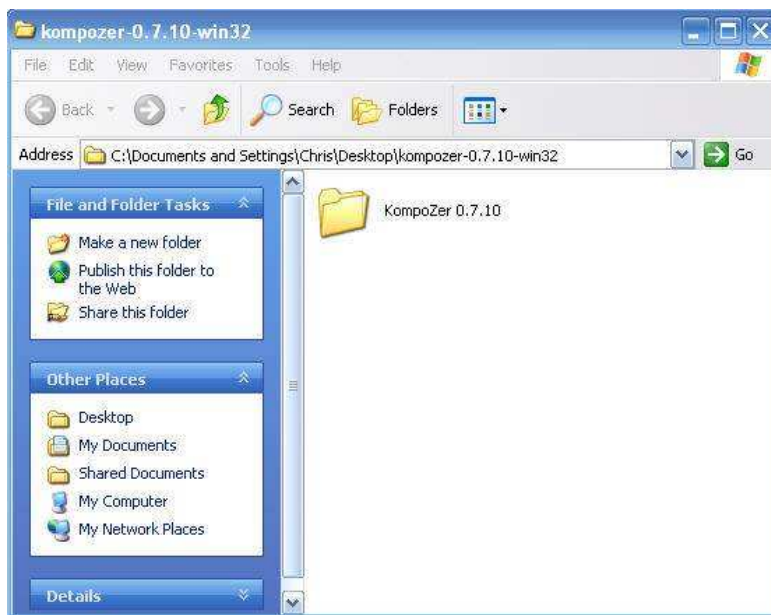 kompozer-0.7.10-win32
File Edit View Favorites Tools Help
Back Search Folders
Address C:\Documents and Settings\Chris\Desktop\kompozer-0.7.10-win32 Go
File and Folder Tasks
Make a new folder
Publish this folder to
the Web
Share this folder
Other Places
Desktop
My Documents
Shared Documents
My Computer
My Network Places
Details
KompoZer 0.7.10